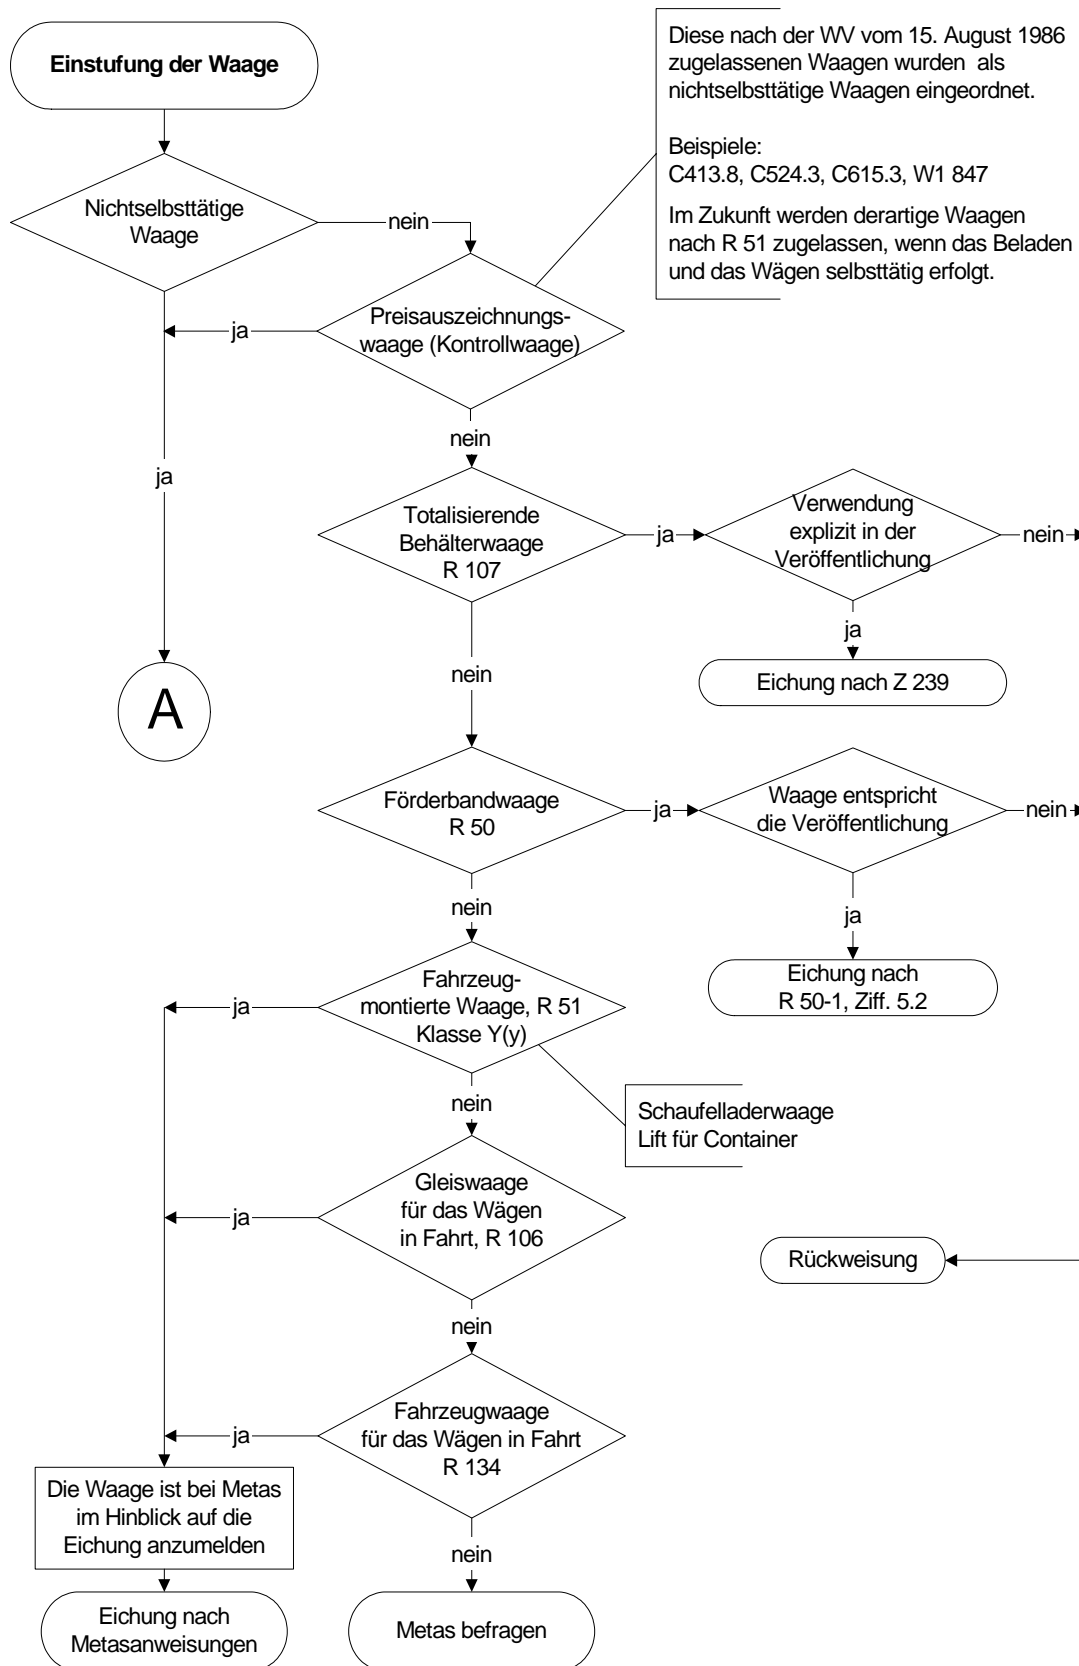 Einstufung der Waage
Diese nach der WV vom 15. August 1986
zugelassenen Waagen wurden als
nichtselbsttätige Waagen eingeordnet.
Beispiele:
C413.8, C524.3, C615.3, W1 847
Im Zukunft werden derartige Waagen
nach R 51 zugelassen, wenn das Beladen
und das Wägen selbsttätig erfolgt.
Nichtselbsttätige
Waage
nein
Preisauszeichnungs-
waage (Kontrollwaage)
ja
nein
ja
Totalisierende
Behälterwaage
R 107
ja
Verwendung
explizit in der
Veröffentlichung
nein
ja
Eichung nach Z 239
nein
A
Förderbandwaage
R 50
ja
Waage entspricht
die Veröffentlichung
nein
nein
ja
Eichung nach
R 50-1, Ziff. 5.2
Fahrzeug-
montierte Waage, R 51
Klasse Y(y)
ja
nein
Schaufelladerwaage
Lift für Container
Gleiswaage
für das Wägen
in Fahrt, R 106
ja
Rückweisung
nein
Fahrzeugwaage
für das Wägen in Fahrt
R 134
ja
Die Waage ist bei Metas
im Hinblick auf die
Eichung anzumelden
nein
Eichung nach
Metasanweisungen
Metas befragen